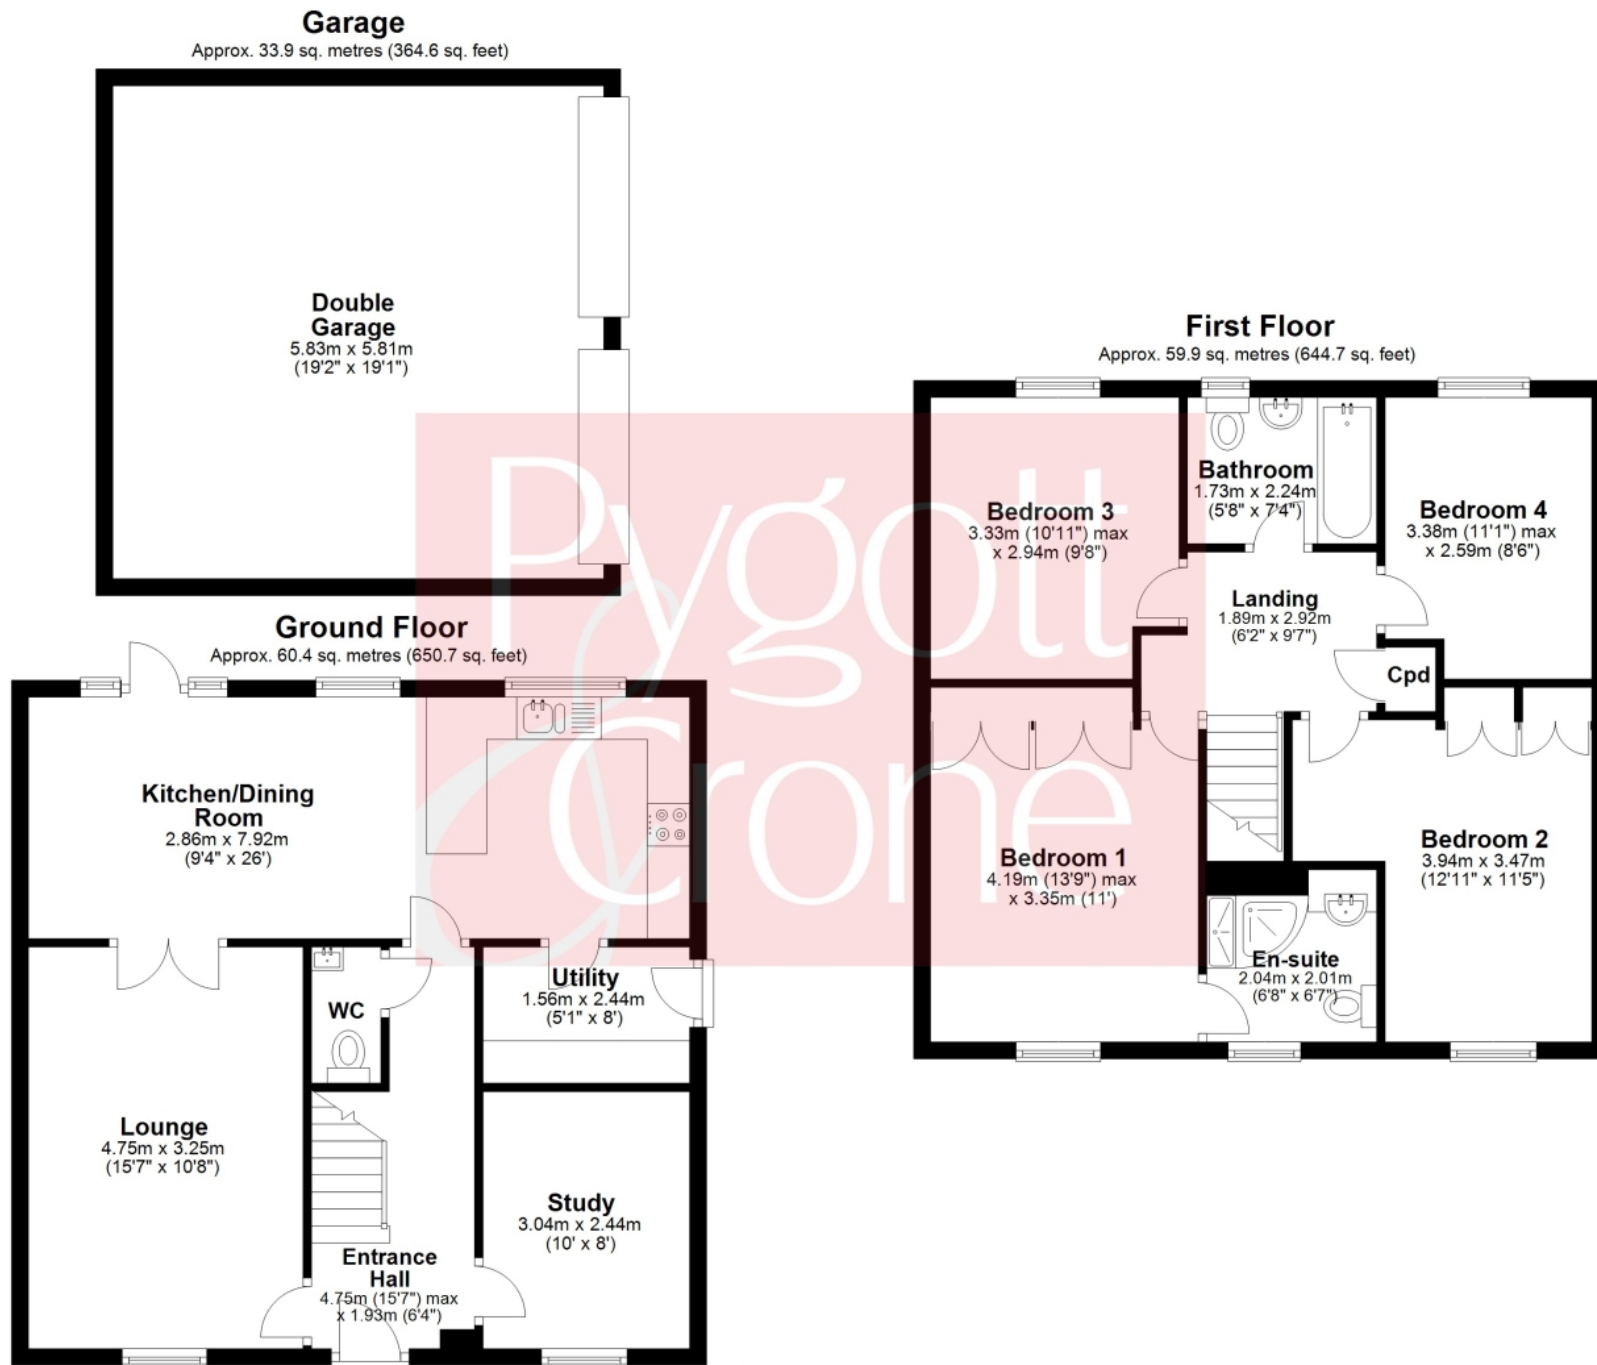 Garage
Approx. 33.9 sq. metres (364.6 sq. feet)
Double
Garage
5.83m x 5.81m
(19'2" x 19'1")
Ground Floor
Approx. 60.4 sq. metres (650.7 sq. feet)
Kitchen/Dining
Room
2.86m x 7.92m
(9'4" x 26')
Utility
1.56m x 2.44m
(5'1" x 8')
WC
Lounge
4.75m x 3.25m
(15'7" x 10'8")
Study
3.04m x 2.44m
(10' x 8')
Entrance
Hall
4.75m (15'7") max
x 1.93m (6'4")
First Floor
Approx. 59.9 sq. metres (644.7 sq. feet)
Bedroom 3
3.33m (10'11") max
x 2.94m (9'8")
Bathroom
1.73m x 2.24m
(5'8" x 7'4")
Bedroom 4
3.38m (11'1") max
x 2.59m (8'6")
Landing
1.89m x 2.92m
(6'2" x 9'7")
Cpd
Bedroom 1
4.19m (13'9") max
x 3.35m (11')
Bedroom 2
3.94m x 3.47m
(12'11" x 11'5")
En-suite
2.04m x 2.01m
(6'8" x 6'7")
Pygott
Crone